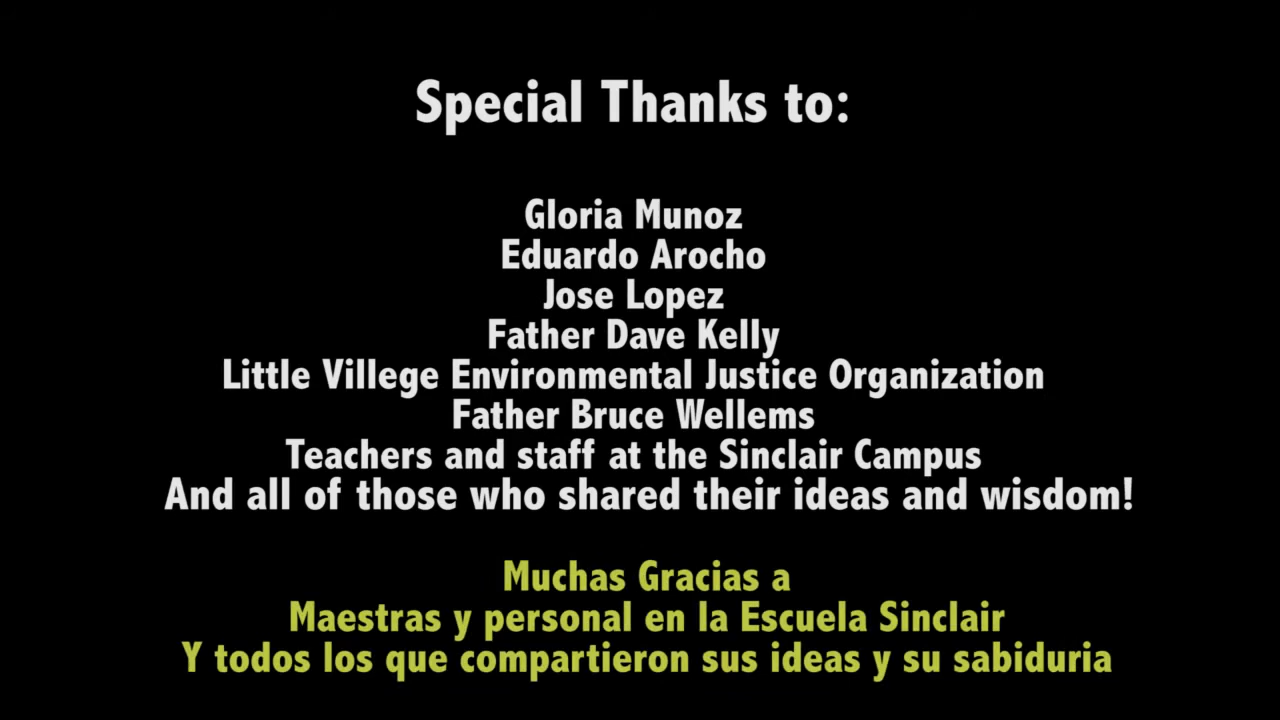 Special Thanks to:
Gloria Munoz
Eduardo Arocho
Jose Lopez
Father Dave Kelly
Little Villege Environmental Justice Organization
Father Bruce Wellems
Teachers and staff at the Sinclair Campus
And all of those who shared their ideas and wisdom!
Muchas Gracias a
Maestras y personal en la Escuela Sinclair
Y todos los que compartieron sus ideas y su sabiduria